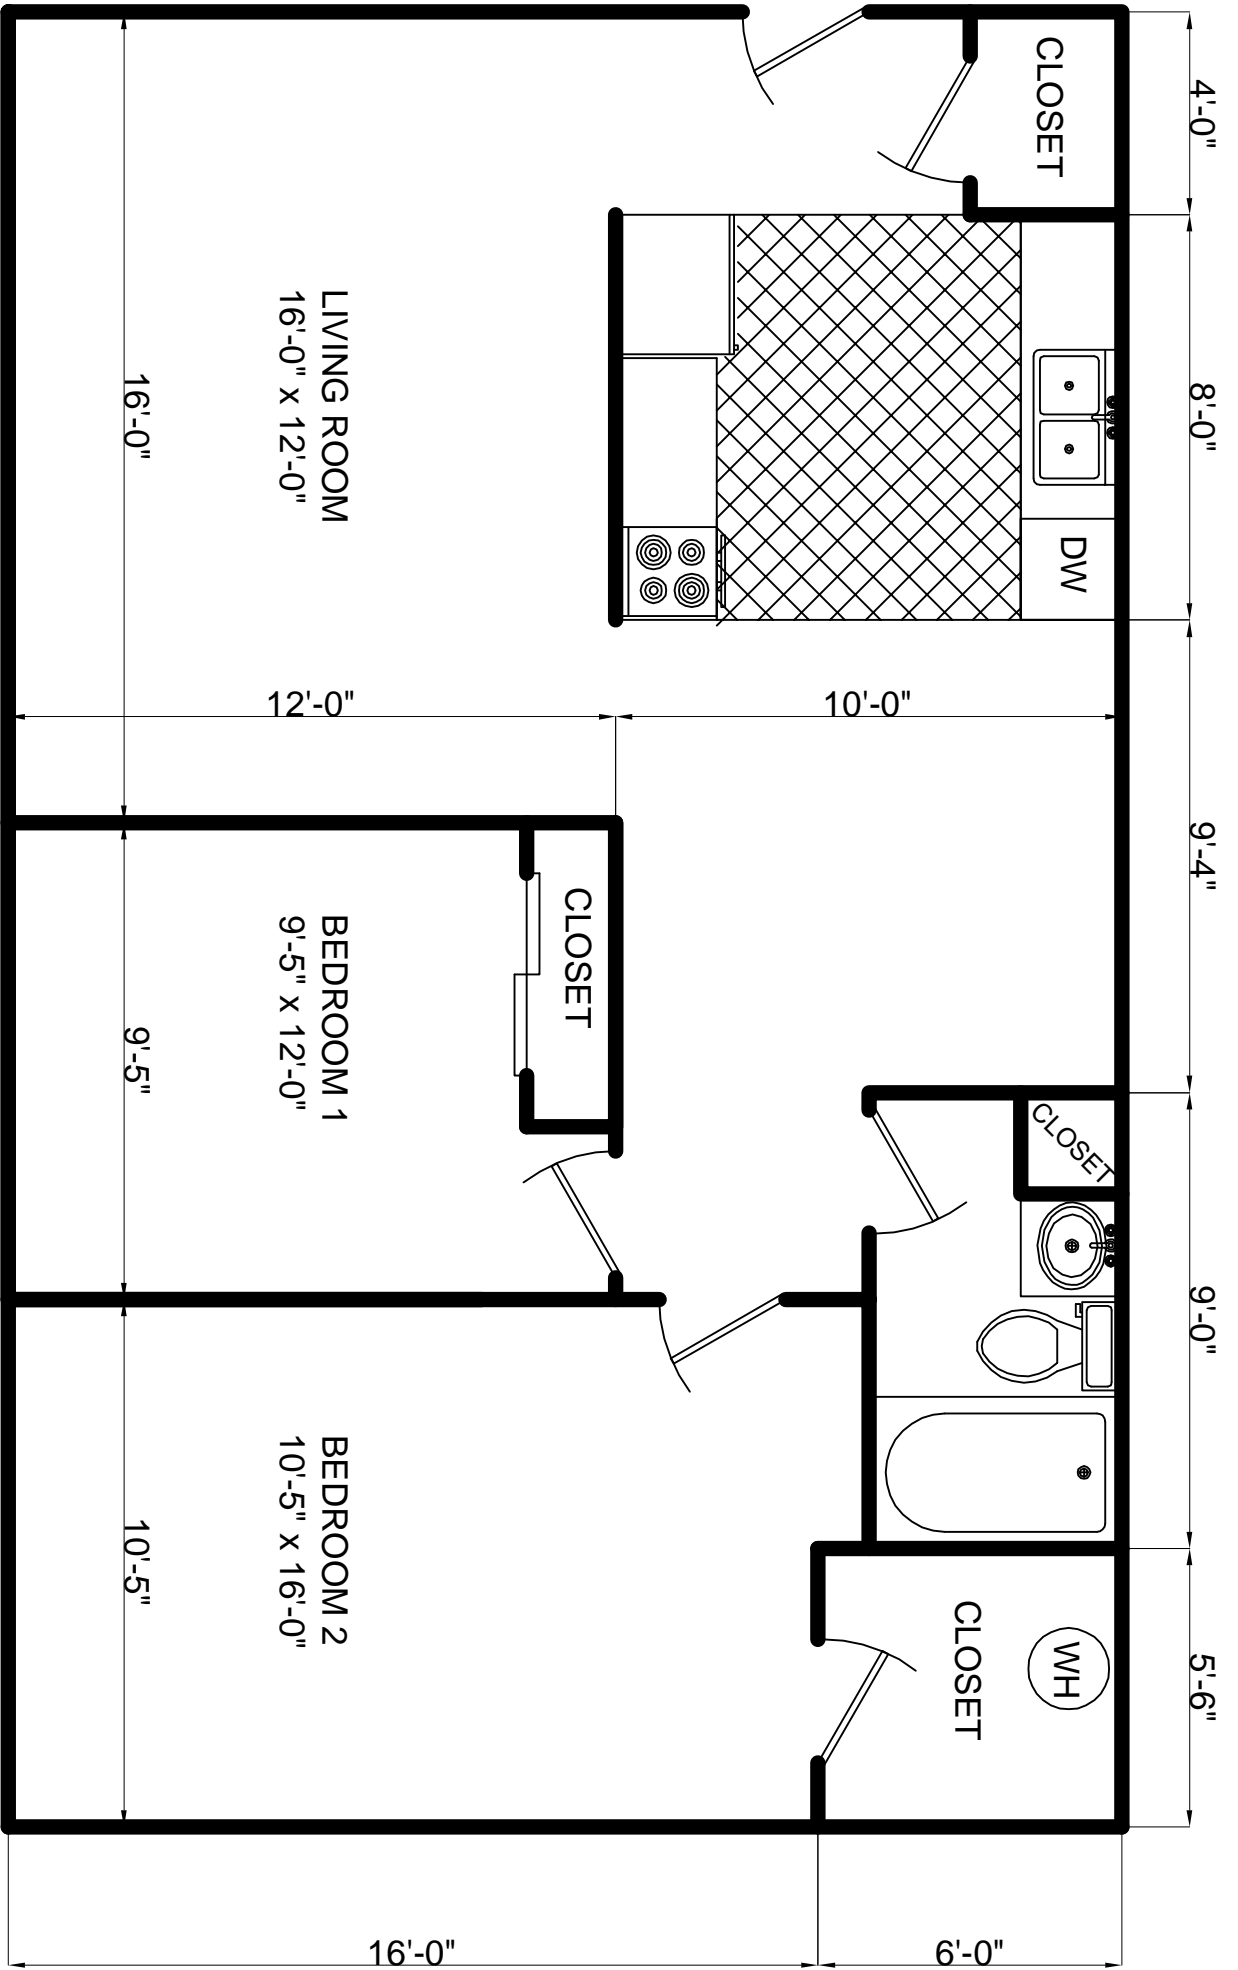 CLOSET
4'-0"
8'-0"
DW
LIVING ROOM
16'-0" x 12'-0"
16'-0"
12'-0"
10'-0"
9'-4"
CLOSET
BEDROOM 1
9'-5" x 12'-0"
9'-5"
CLOSET
9'-0"
BEDROOM 2
10'-5" x 16'-0"
10'-5"
CLOSET
WH
5'-6"
16'-0"
6'-0"